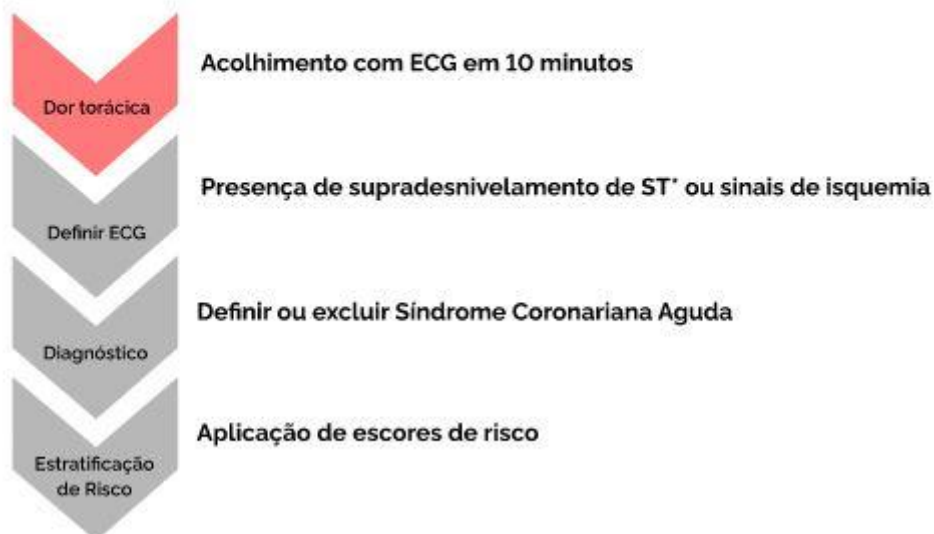 Acolhimento com ECG em 10 minutos
Dor torácica
Presença de supradesnivelamento de ST* ou sinais de isquemia
Definir ECG
Definir ou excluir Síndrome Coronariana Aguda
Diagnóstico
Aplicação de escores de risco
Estratificação
de Risco